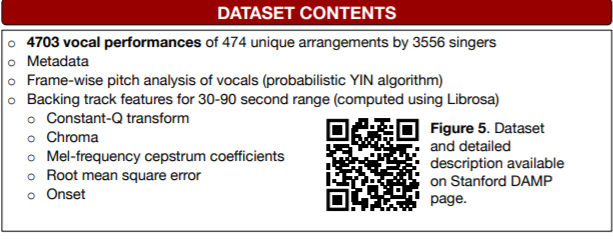 DATASET CONTENTS
○ 4703 vocal performances of 474 unique arrangements by 3556 singers
○ Metadata
○ Frame-wise pitch analysis of vocals (probabilistic YIN algorithm)
○ Backing track features for 30-90 second range (computed using Librosa)
○ Constant-Q transform
○ Chroma
○ Mel-frequency cepstrum coefficients
○ Root mean square error
○ Onset
Figure 5. Dataset
and detailed
description available
on Stanford DAMP
page.